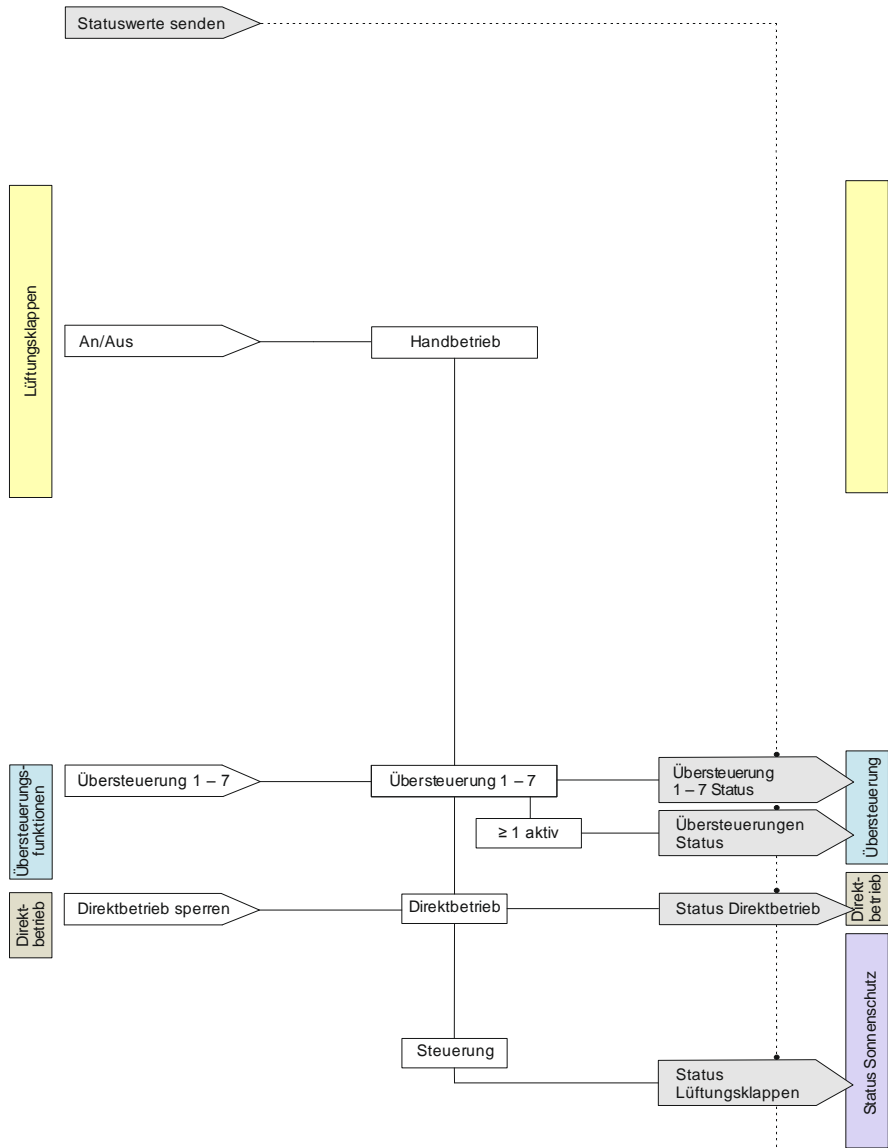 Statuswerte senden
Lüftungsklappen
An/Aus
Handbetrieb
Übersteuerungs-
funktionen
Übersteuerung 1 – 7
Übersteuerung 1 – 7
Übersteuerung
1 – 7 Status
Übersteuerung
≥ 1 aktiv
Übersteuerungen
Status
Direkt-
betrieb
Direktbetrieb sperren
Direktbetrieb
Status Direktbetrieb
Direkt-
betrieb
Steuerung
Status
Lüftungsklappen
Status Sonnenschutz